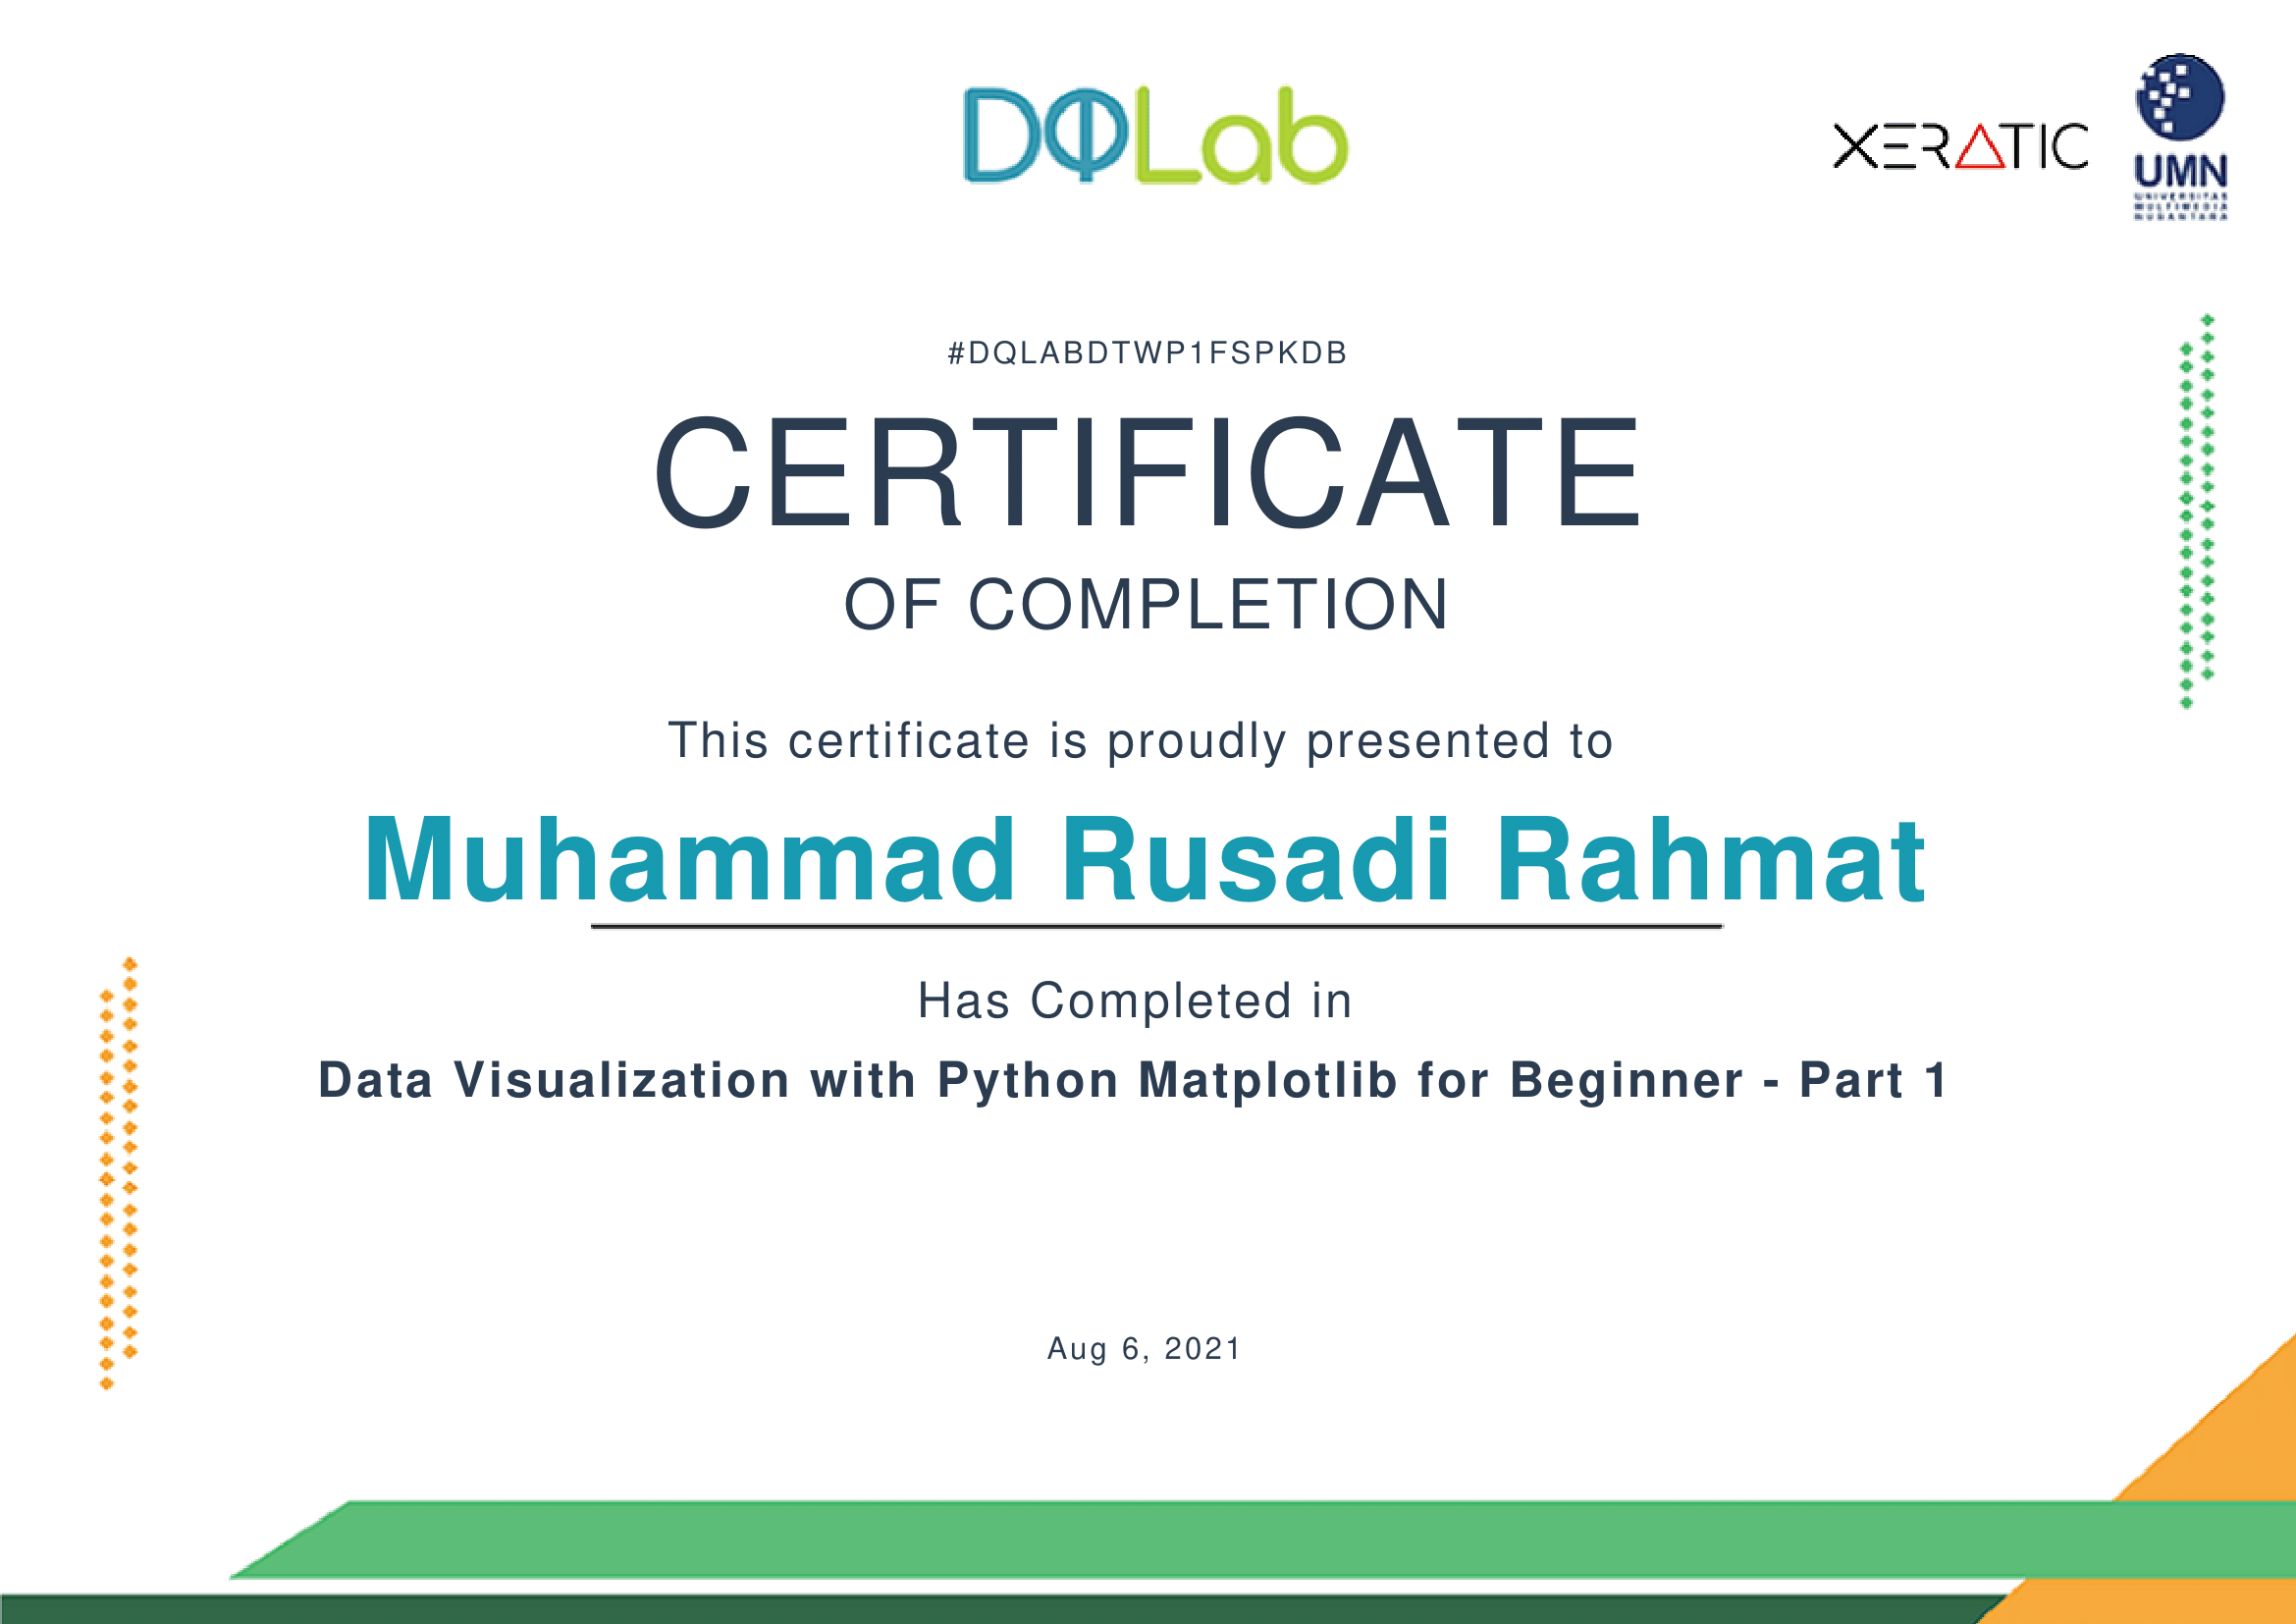 DQLab
XERATIC
UMN
UNIVERSITAS
MULTIMEDIA
NUSANTARA
#DQLABDTWP1FSPKDB
CERTIFICATE
OF COMPLETION
This certificate is proudly presented to
Muhammad Rusadi Rahmat
Has Completed in
Data Visualization with Python Matplotlib for Beginner - Part 1
Aug 6, 2021